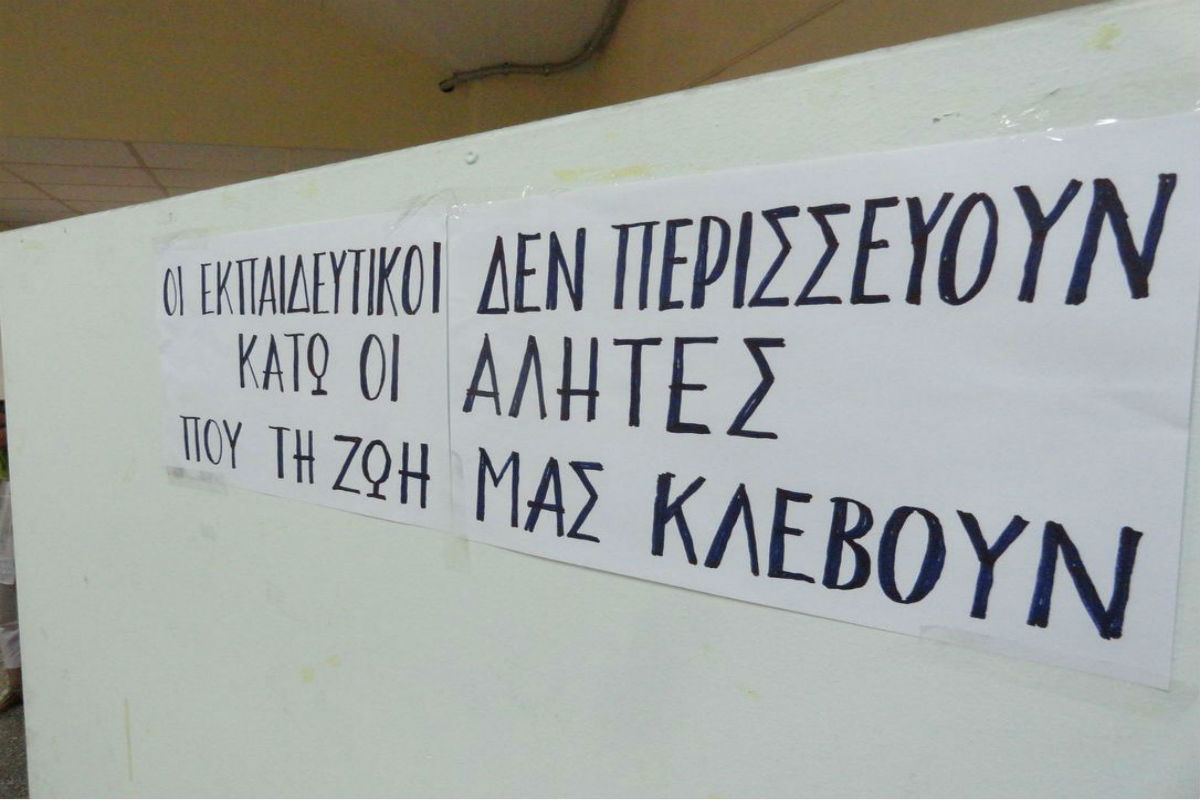 ΟΙ ΕΚΠΑΙΔΕΥΤΙΚΟΙ ΔΕΝ ΠΕΡΙΣΣΕΥΟΥΝ
ΚΑΤΩ ΟΙ ΑΛΗΤΕΣ
ΠΟΥ ΤΗ ΖΩΗ ΜΑΣ ΚΛΕΒΟΥΝ